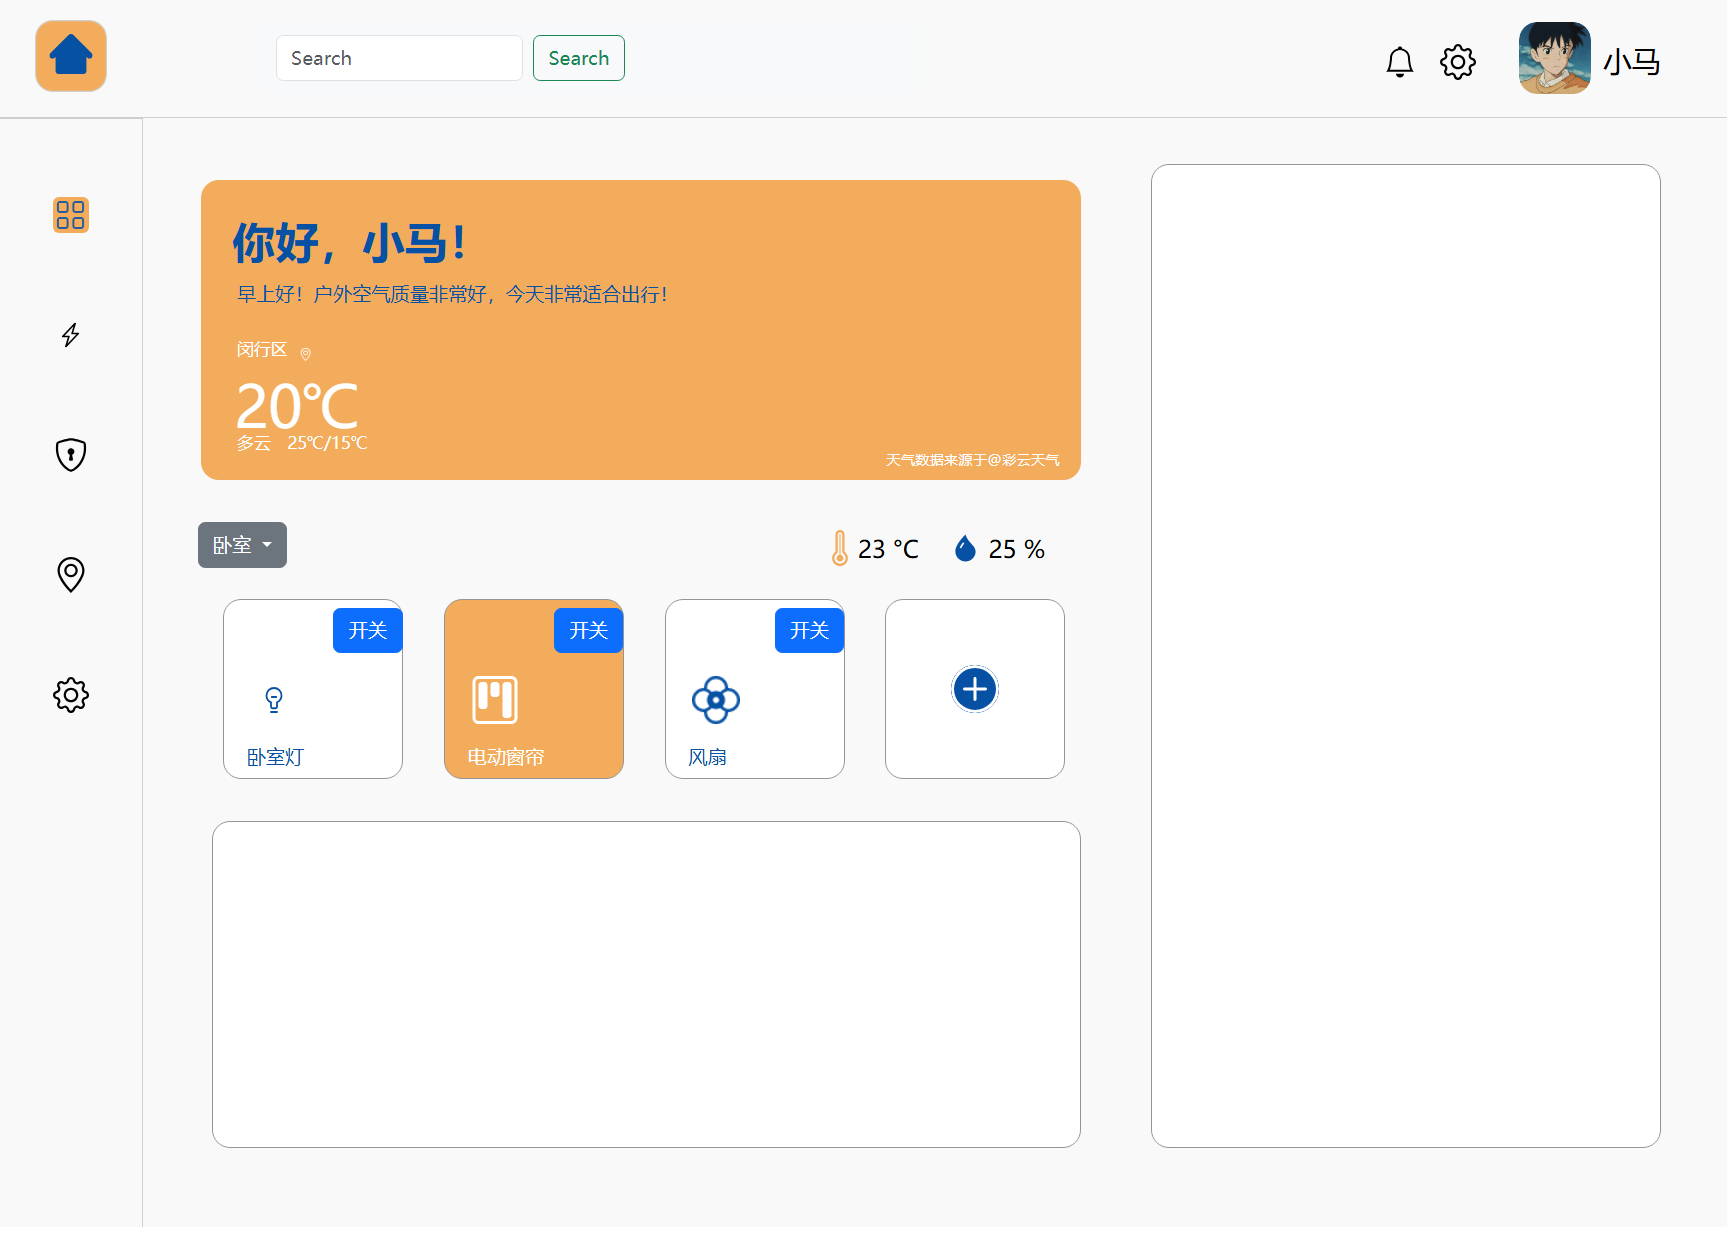 Search
Search
小马
你好，小马！
早上好！户外空气质量非常好，今天非常适合出行！
闵行区
20℃
多云 25℃/15℃
天气数据来源于@彩云天气
卧室
23 °C
25 %
开关
开关
开关
卧室灯
电动窗帘
风扇